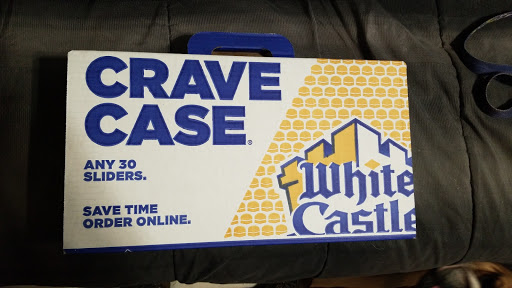 CRAVE
CASE®
ANY 30
SLIDERS.
SAVE TIME
ORDER ONLINE.
White
Castle